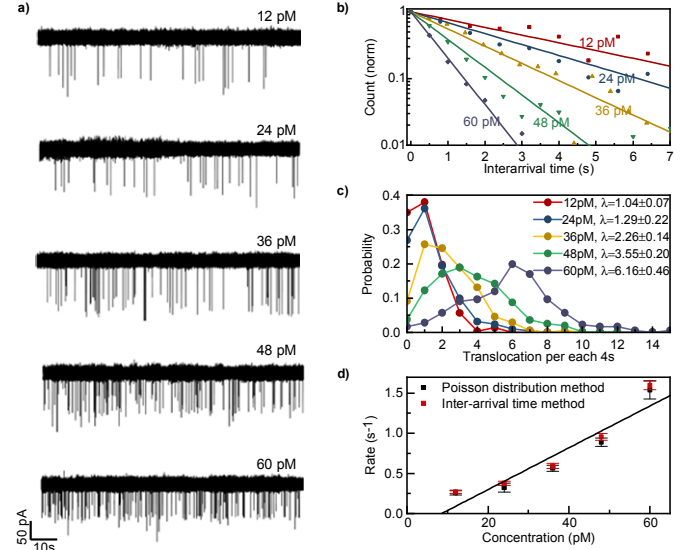 a)
12 pM
24 pM
36 pM
48 pM
60 pM
50 pA
10s
b)
Count (norm)
1
0.1
0.01
12 pM
24 pM
36 pM
48 pM
60 pM
0 1 2 3 4 5 6 7
Interarrival time (s)
c)
Probability
0.4
0.3
0.2
0.1
0.0
12pM, λ=1.04±0.07
24pM, λ=1.29±0.22
36pM, λ=2.26±0.14
48pM, λ=3.55±0.20
60pM, λ=6.16±0.46
0 2 4 6 8 10 12 14
Translocation per each 4s
d)
Rate (s⁻¹)
1.5
1.0
0.5
0.0
Poisson distribution method
Inter-arrival time method
0 20 40 60
Concentration (pM)